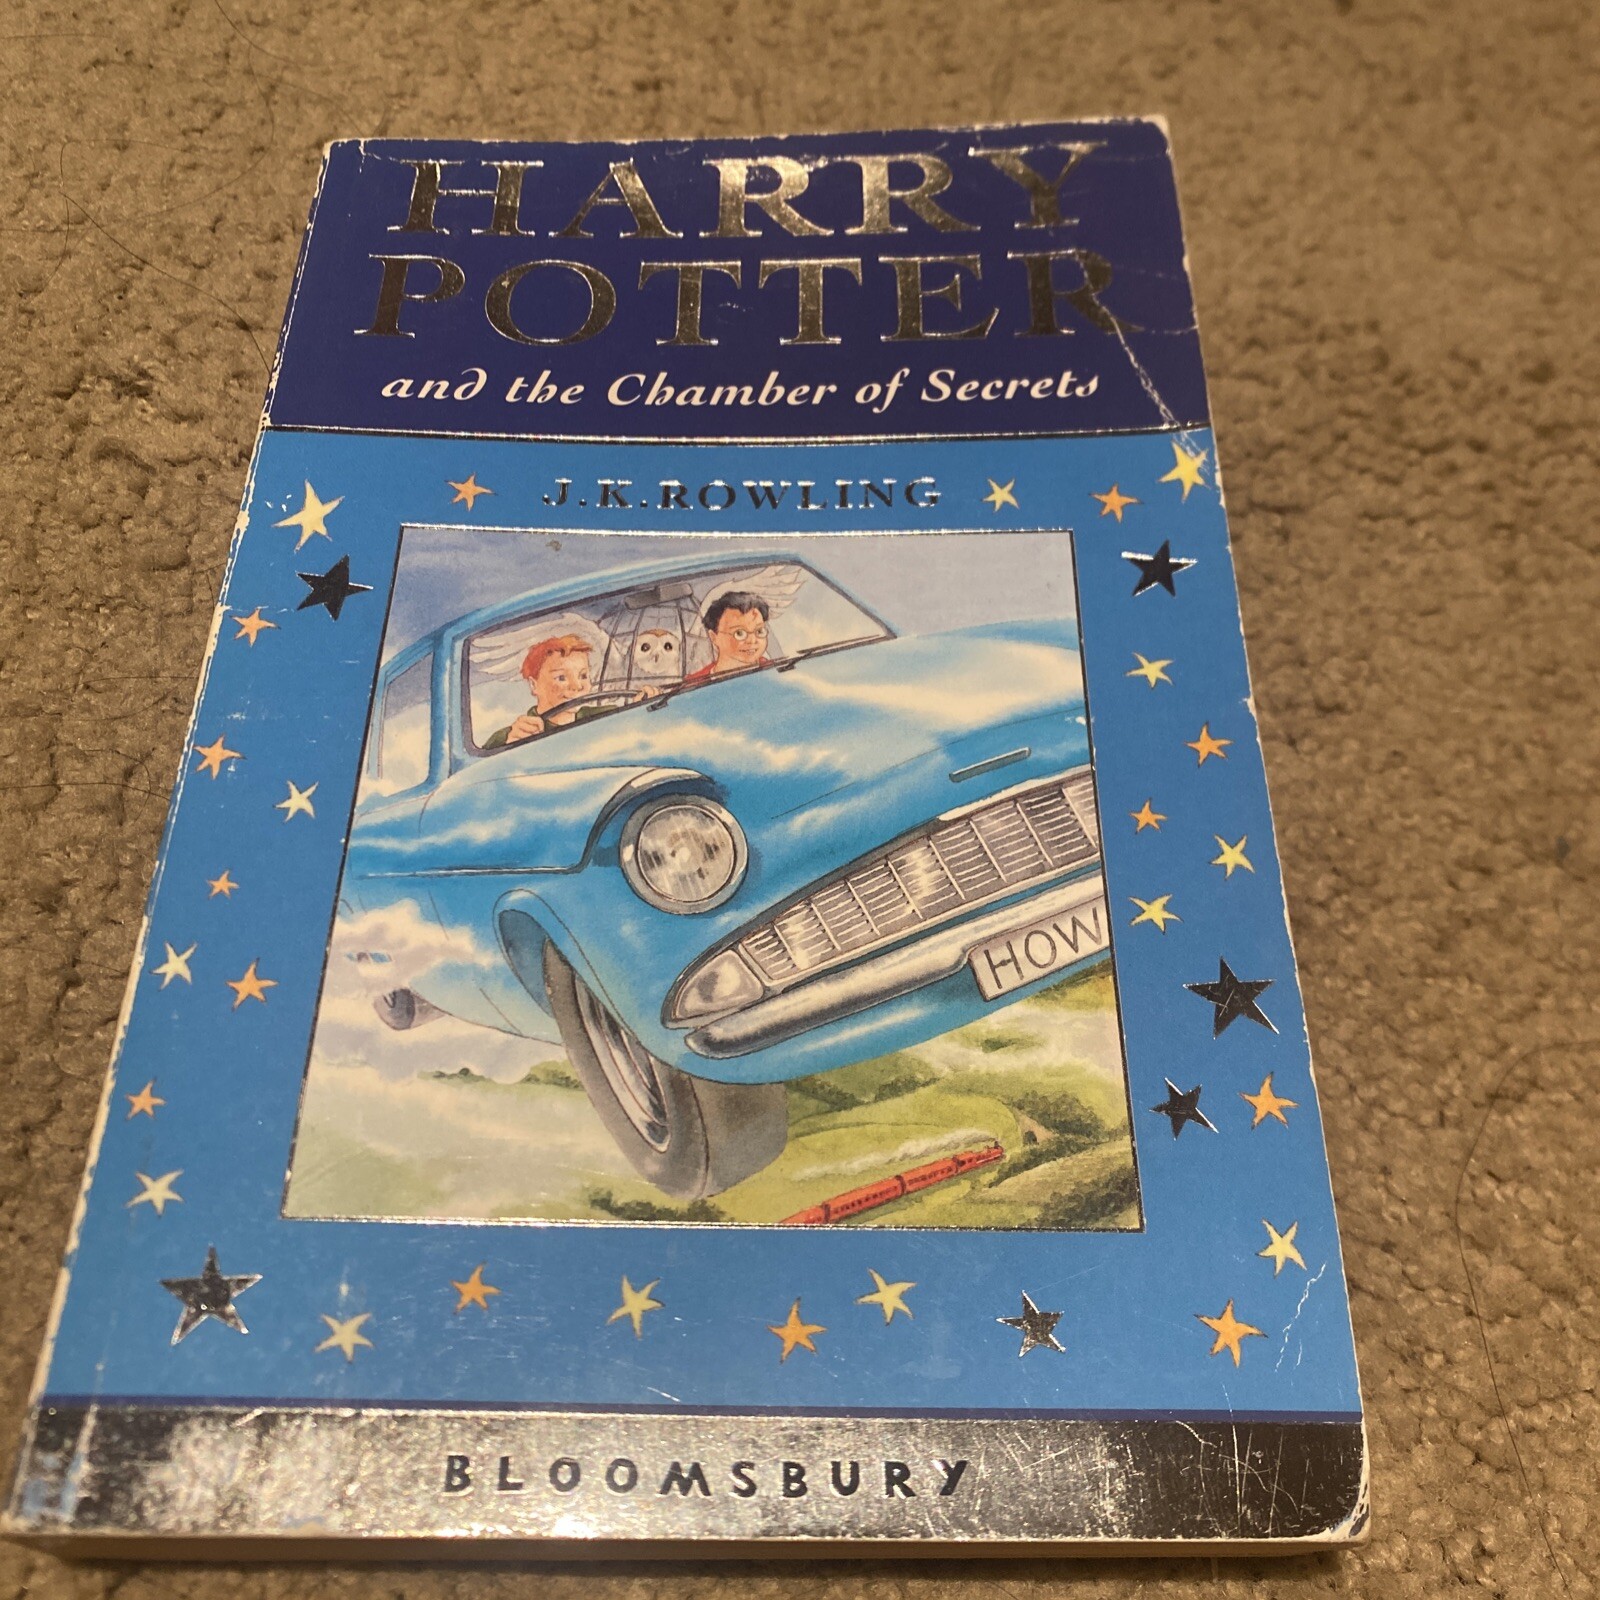 HARRY
POTTER
and the Chamber of Secrets
J.K.ROWLING
HOW
BLOOMSBURY